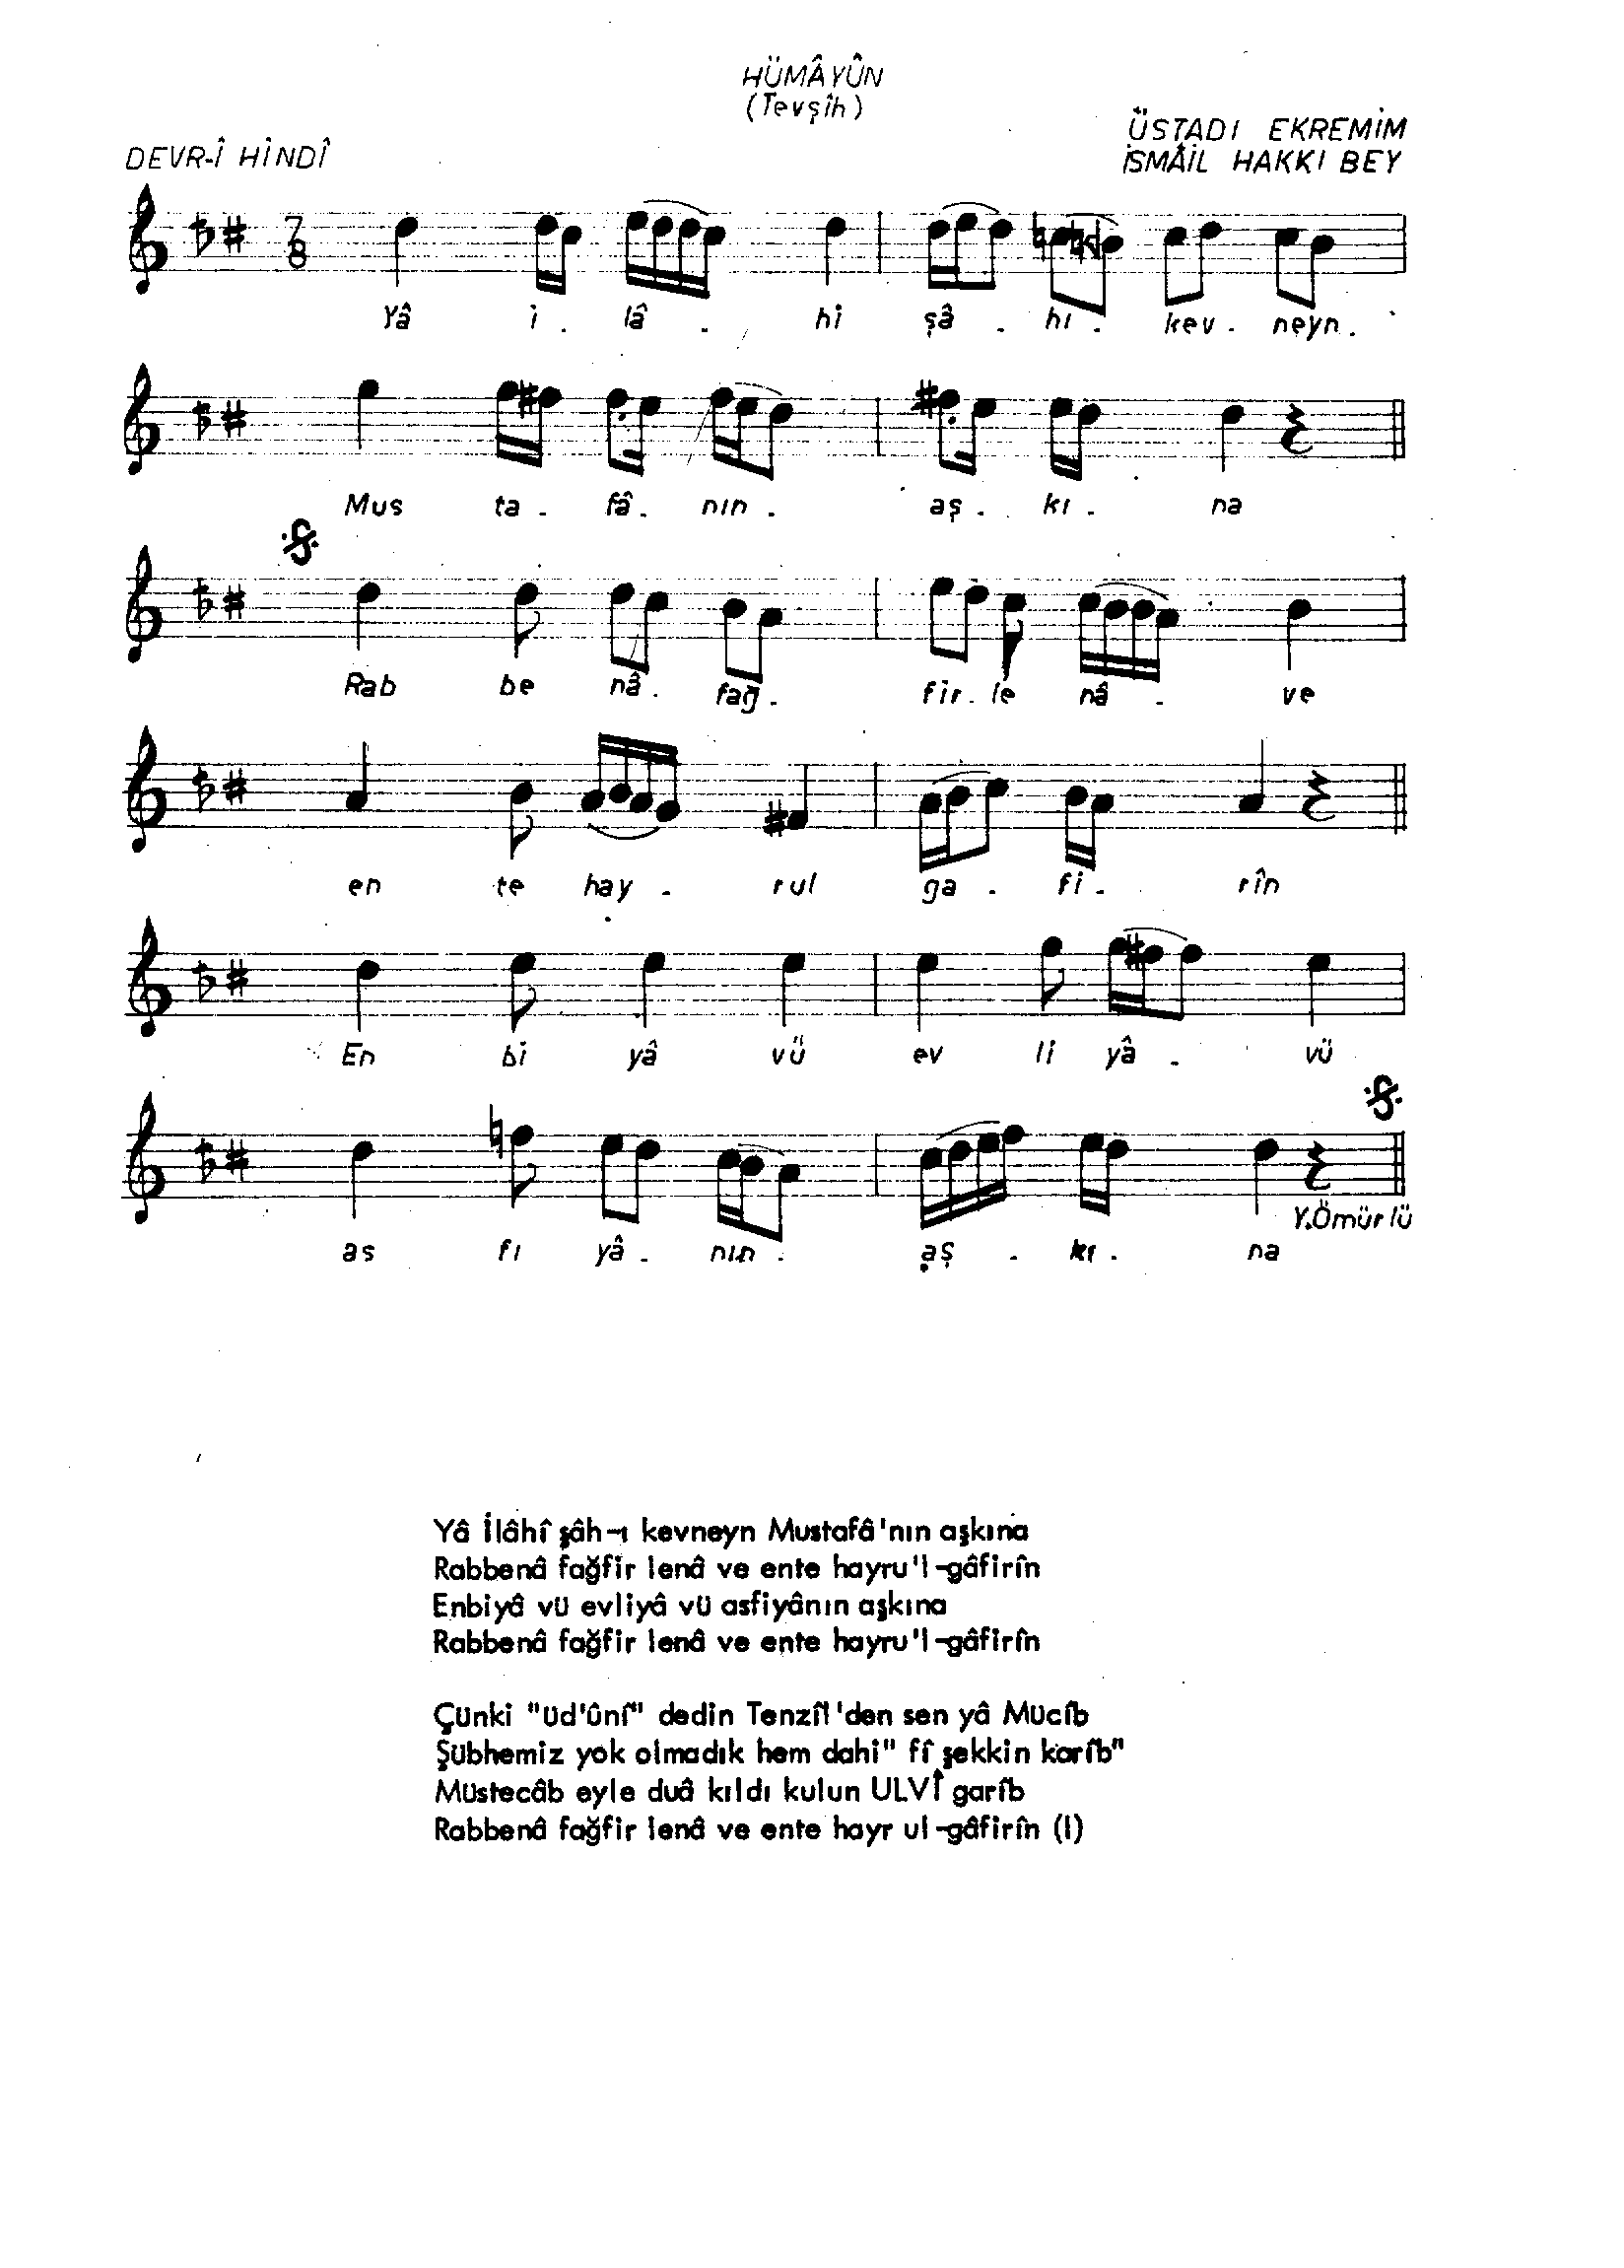 HÜMÂYÛN
(Tevşîh)
ÜSTADI EKREMİM
DEVR-Î HİNDÎ
İSMÂİL HAKKI BEY
7
8
Yâ i . lâ . hi şâ . hı . kev . neyn .
Mus ta . fâ . nın . aş . kı . na
Rab be nâ . fağ . fir . le nâ . ve
en te hay . rul ga . fi . rîn
En bi yâ vü ev li yâ . vü
Y.Ömürlü
as fı yâ . nın . aş . kı . na
Yâ İlâhî şâh-ı kevneyn Mustafâ'nın aşkına
Rabbenâ fağfir lenâ ve ente hayru'l-gâfirîn
Enbiyâ vü evliyâ vü asfiyânın aşkına
Rabbenâ fağfir lenâ ve ente hayru'l-gâfirîn
Çünki "üd'ûnî" dedin Tenzîl'den sen yâ Mücîb
Şübhemiz yok olmadık hem dahi" fî şekkin karîb"
Müstecâb eyle duâ kıldı kulun ULVÎ garîb
Rabbenâ fağfir lenâ ve ente hayr ul-gâfirîn (I)